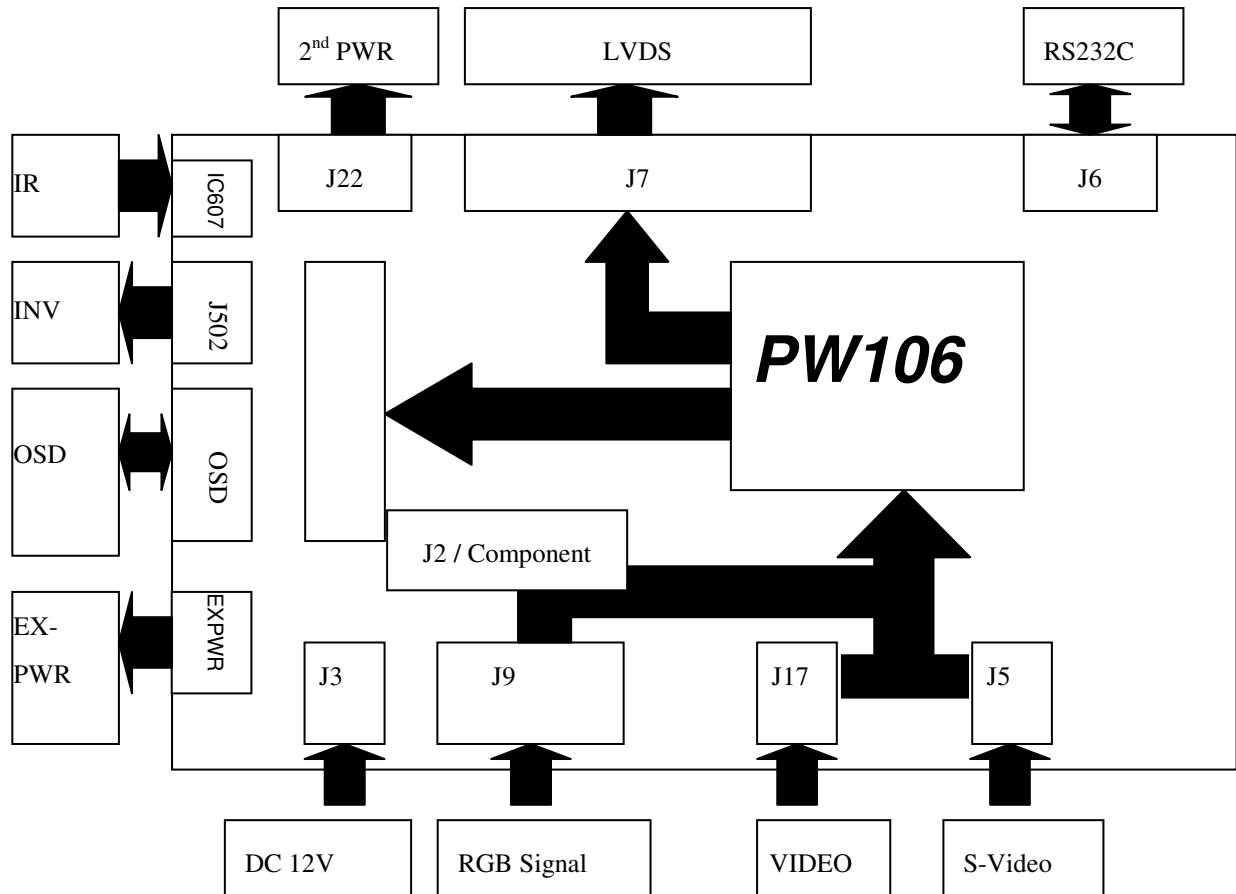 2nd PWR
LVDS
RS232C
IR
IC607
J22
J7
J6
INV
J502
PW106
OSD
OSD
J2 / Component
EX-
PWR
EXPWR
J3
J9
J17
J5
DC 12V
RGB Signal
VIDEO
S-Video